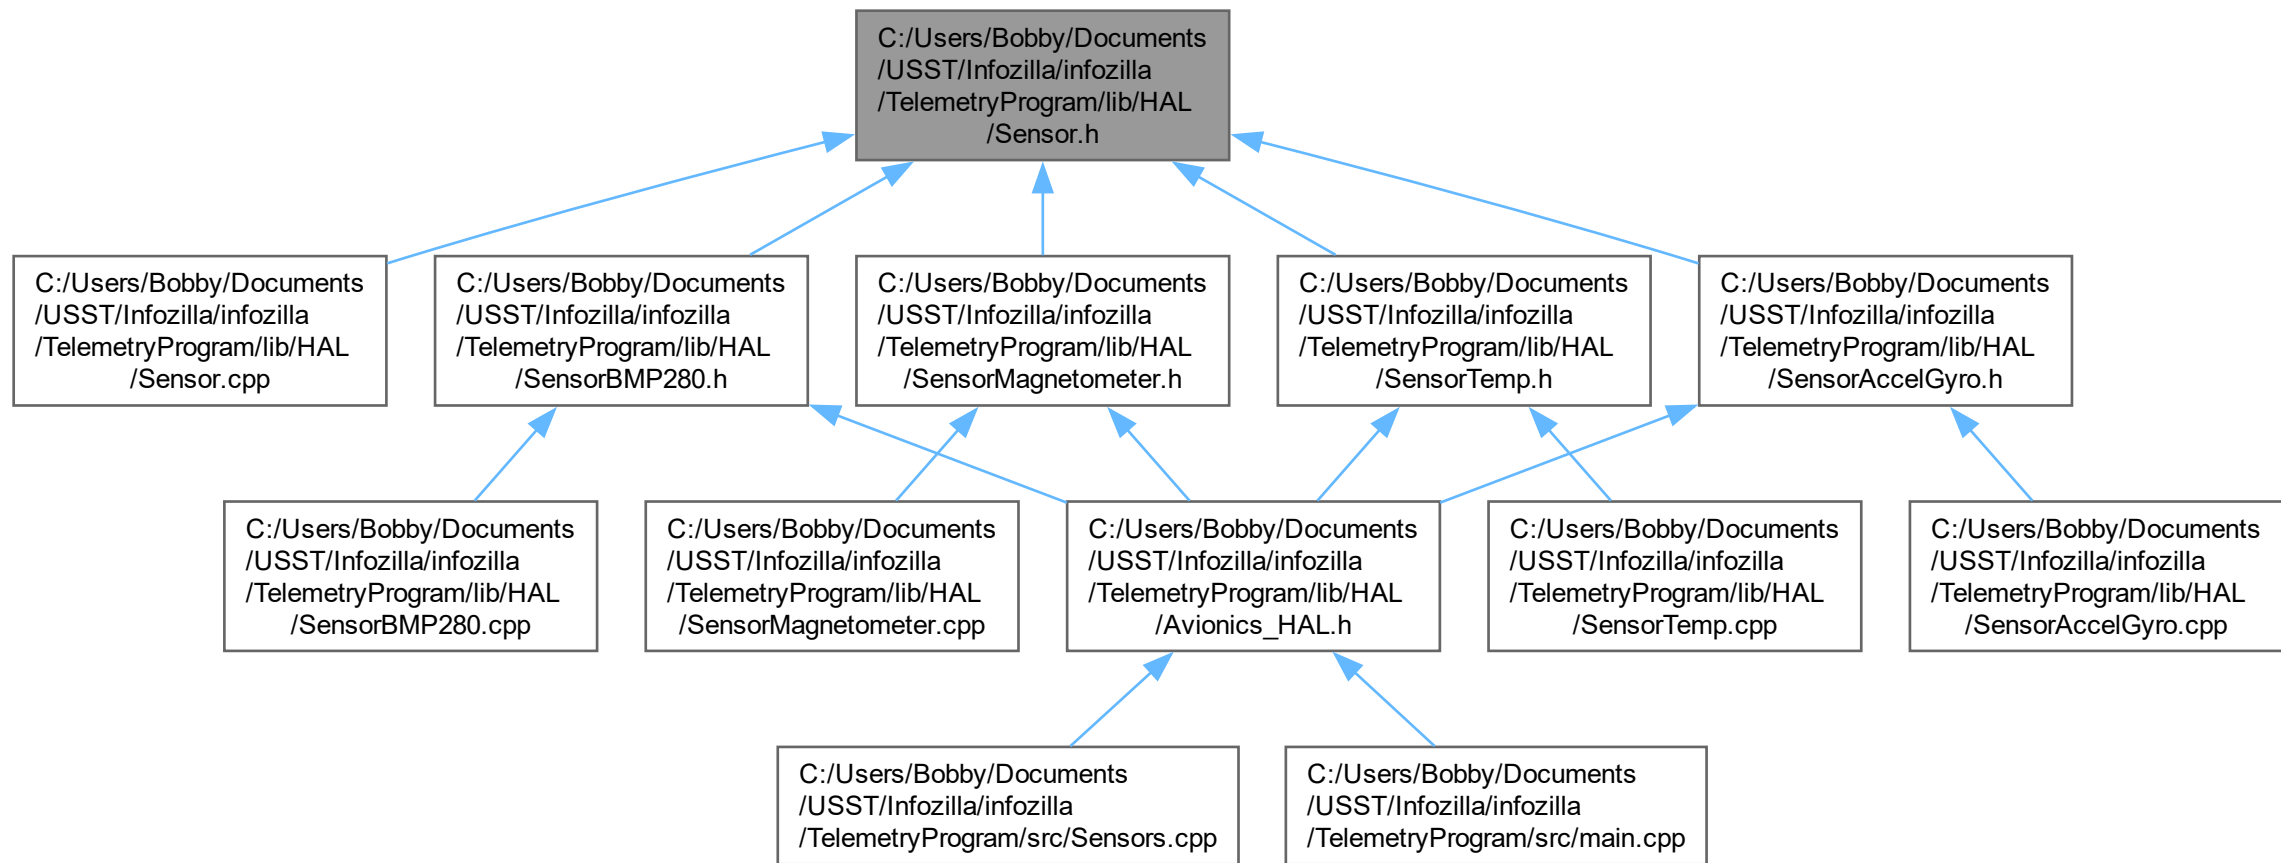 C:/Users/Bobby/Documents
/USST/Infozilla/infozilla
/TelemetryProgram/lib/HAL
/Sensor.h
C:/Users/Bobby/Documents
/USST/Infozilla/infozilla
/TelemetryProgram/lib/HAL
/Sensor.cpp
C:/Users/Bobby/Documents
/USST/Infozilla/infozilla
/TelemetryProgram/lib/HAL
/SensorBMP280.h
C:/Users/Bobby/Documents
/USST/Infozilla/infozilla
/TelemetryProgram/lib/HAL
/SensorMagnetometer.h
C:/Users/Bobby/Documents
/USST/Infozilla/infozilla
/TelemetryProgram/lib/HAL
/SensorTemp.h
C:/Users/Bobby/Documents
/USST/Infozilla/infozilla
/TelemetryProgram/lib/HAL
/SensorAccelGyro.h
C:/Users/Bobby/Documents
/USST/Infozilla/infozilla
/TelemetryProgram/lib/HAL
/SensorBMP280.cpp
C:/Users/Bobby/Documents
/USST/Infozilla/infozilla
/TelemetryProgram/lib/HAL
/SensorMagnetometer.cpp
C:/Users/Bobby/Documents
/USST/Infozilla/infozilla
/TelemetryProgram/lib/HAL
/Avionics_HAL.h
C:/Users/Bobby/Documents
/USST/Infozilla/infozilla
/TelemetryProgram/lib/HAL
/SensorTemp.cpp
C:/Users/Bobby/Documents
/USST/Infozilla/infozilla
/TelemetryProgram/lib/HAL
/SensorAccelGyro.cpp
C:/Users/Bobby/Documents
/USST/Infozilla/infozilla
/TelemetryProgram/src/Sensors.cpp
C:/Users/Bobby/Documents
/USST/Infozilla/infozilla
/TelemetryProgram/src/main.cpp